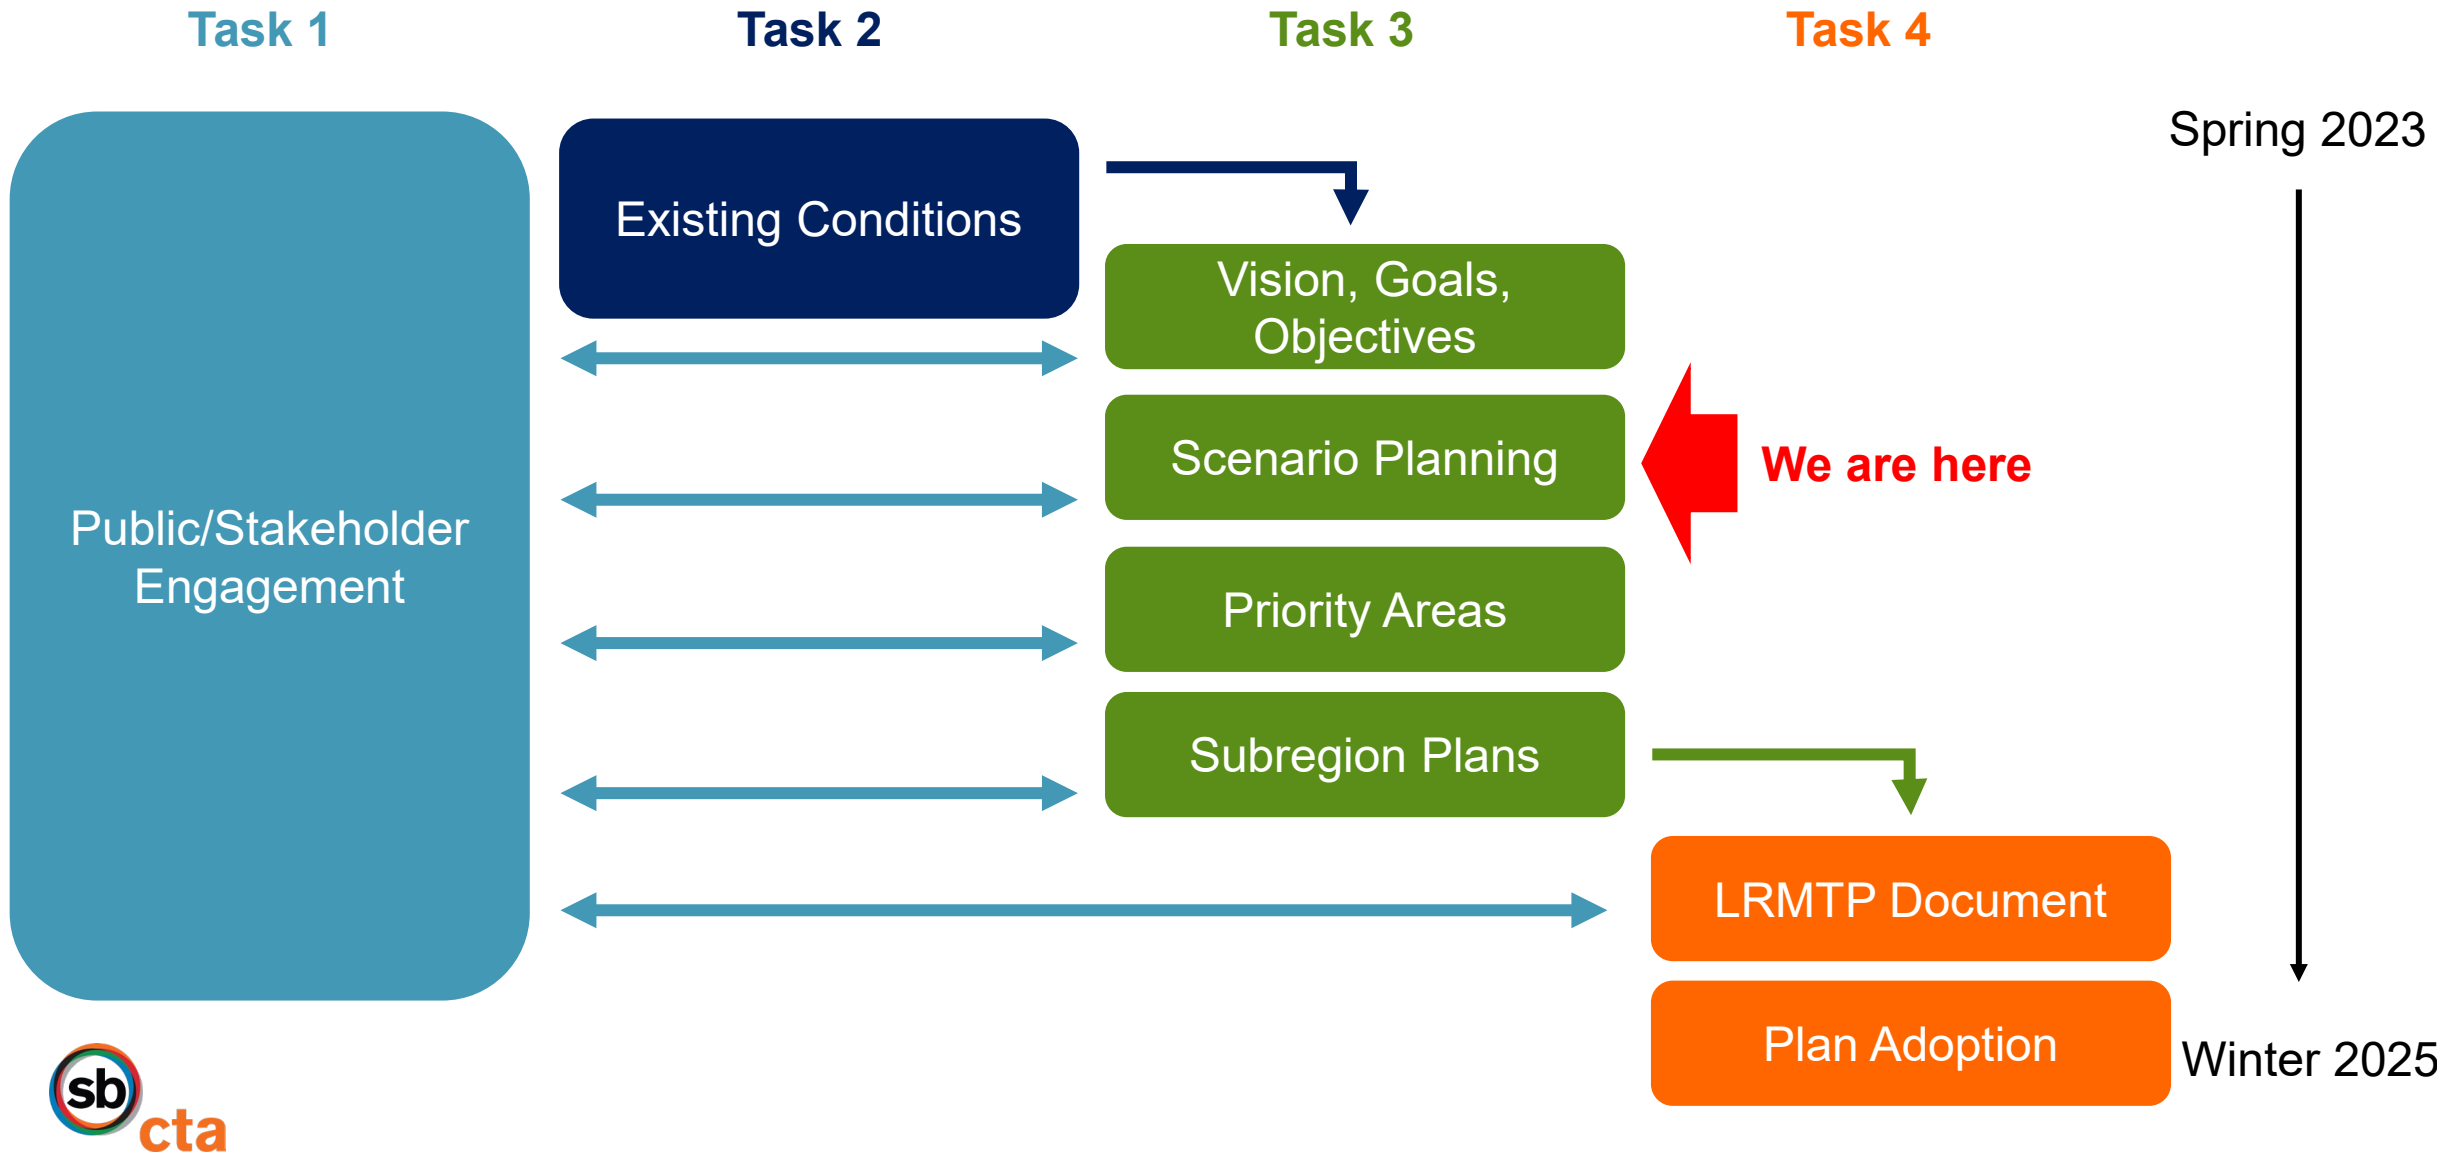 Task 1
Task 2
Task 3
Task 4
Spring 2023
Existing Conditions
Vision, Goals,
Objectives
Scenario Planning
We are here
Public/Stakeholder
Engagement
Priority Areas
Subregion Plans
LRMTP Document
Plan Adoption
Winter 2025
sb
cta